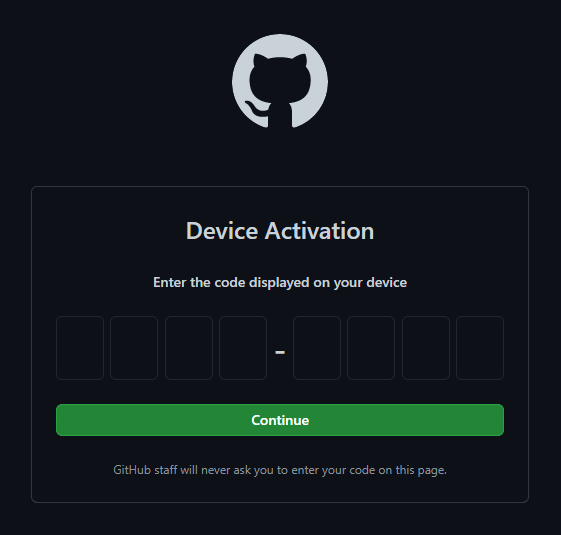 Device Activation
Enter the code displayed on your device
-
Continue
GitHub staff will never ask you to enter your code on this page.